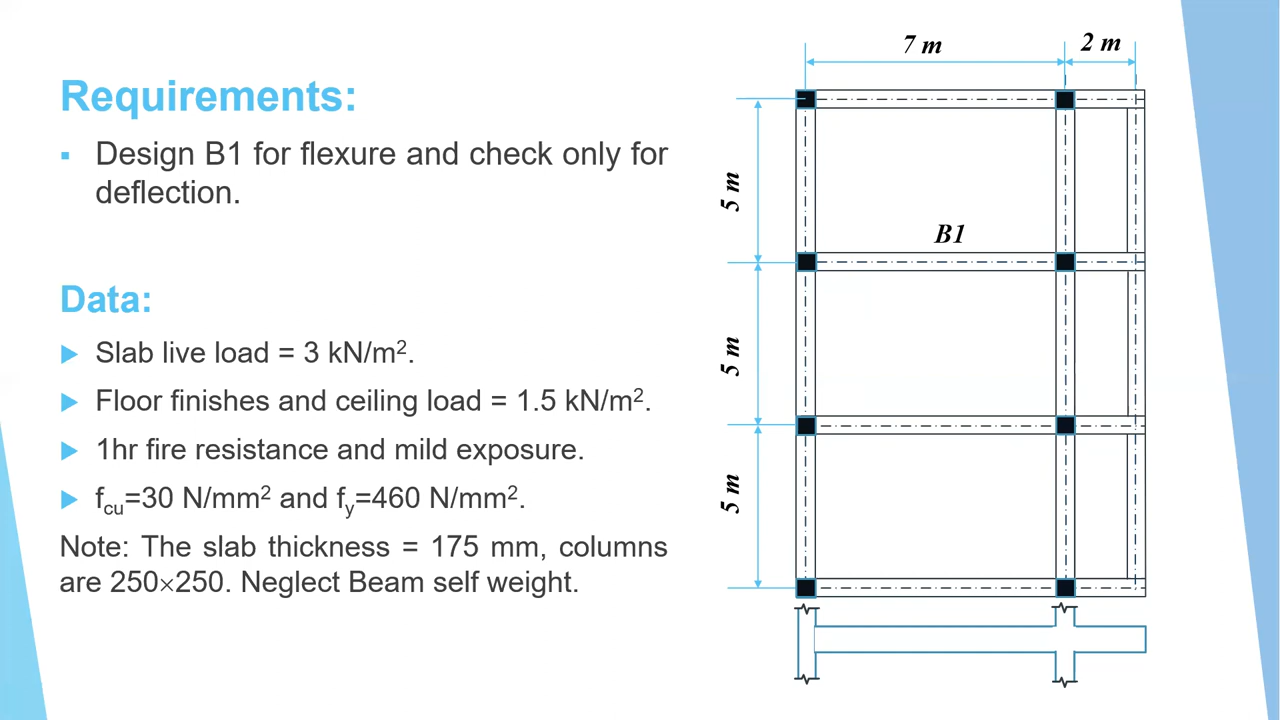 Requirements:
▪ Design B1 for flexure and check only for
deflection.
Data:
Slab live load = 3 kN/m².
Floor finishes and ceiling load = 1.5 kN/m².
1hr fire resistance and mild exposure.
fcu=30 N/mm² and fy=460 N/mm².
Note: The slab thickness = 175 mm, columns
are 250×250. Neglect Beam self weight.
7 m
2 m
5 m
B1
5 m
5 m